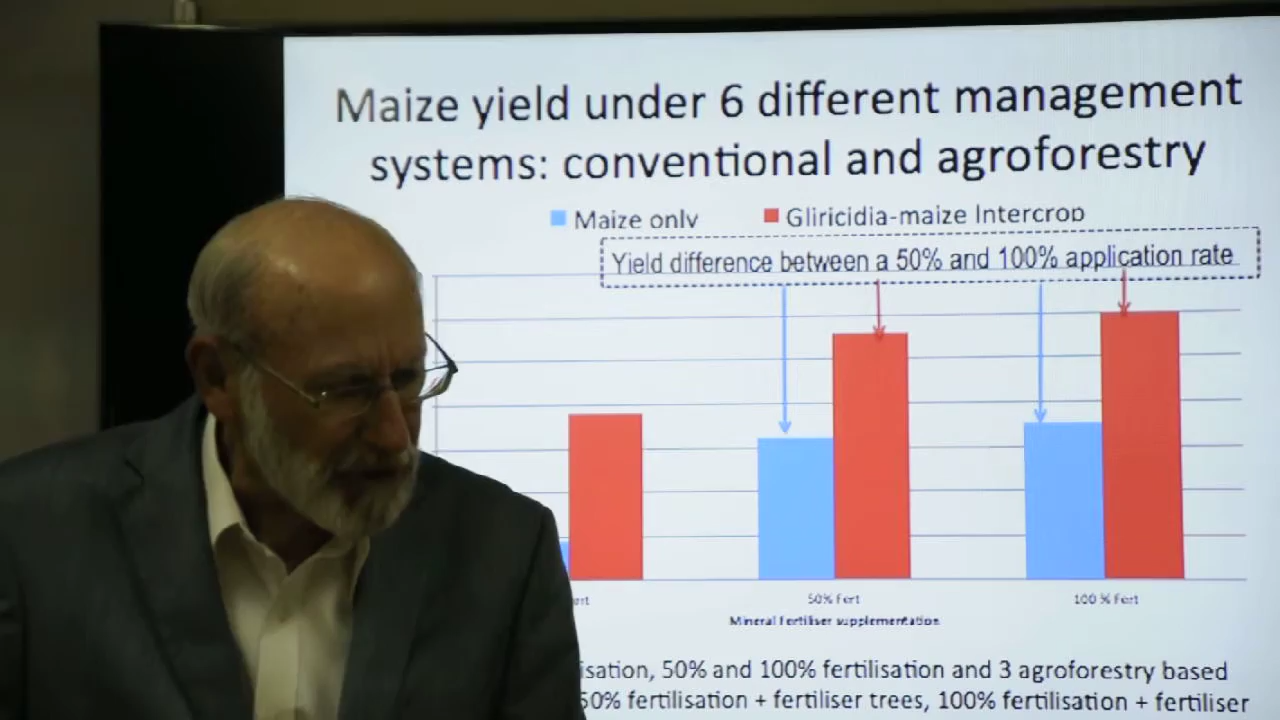 Maize yield under 6 different management
systems: conventional and agroforestry
Maize only
Gliricidia-maize Intercrop
Yield difference between a 50% and 100% application rate
50% Fert
100 % Fert
Mineral Fertiliser supplementation
isation, 50% and 100% fertilisation and 3 agroforestry based
50% fertilisation + fertiliser trees, 100% fertilisation + fertiliser